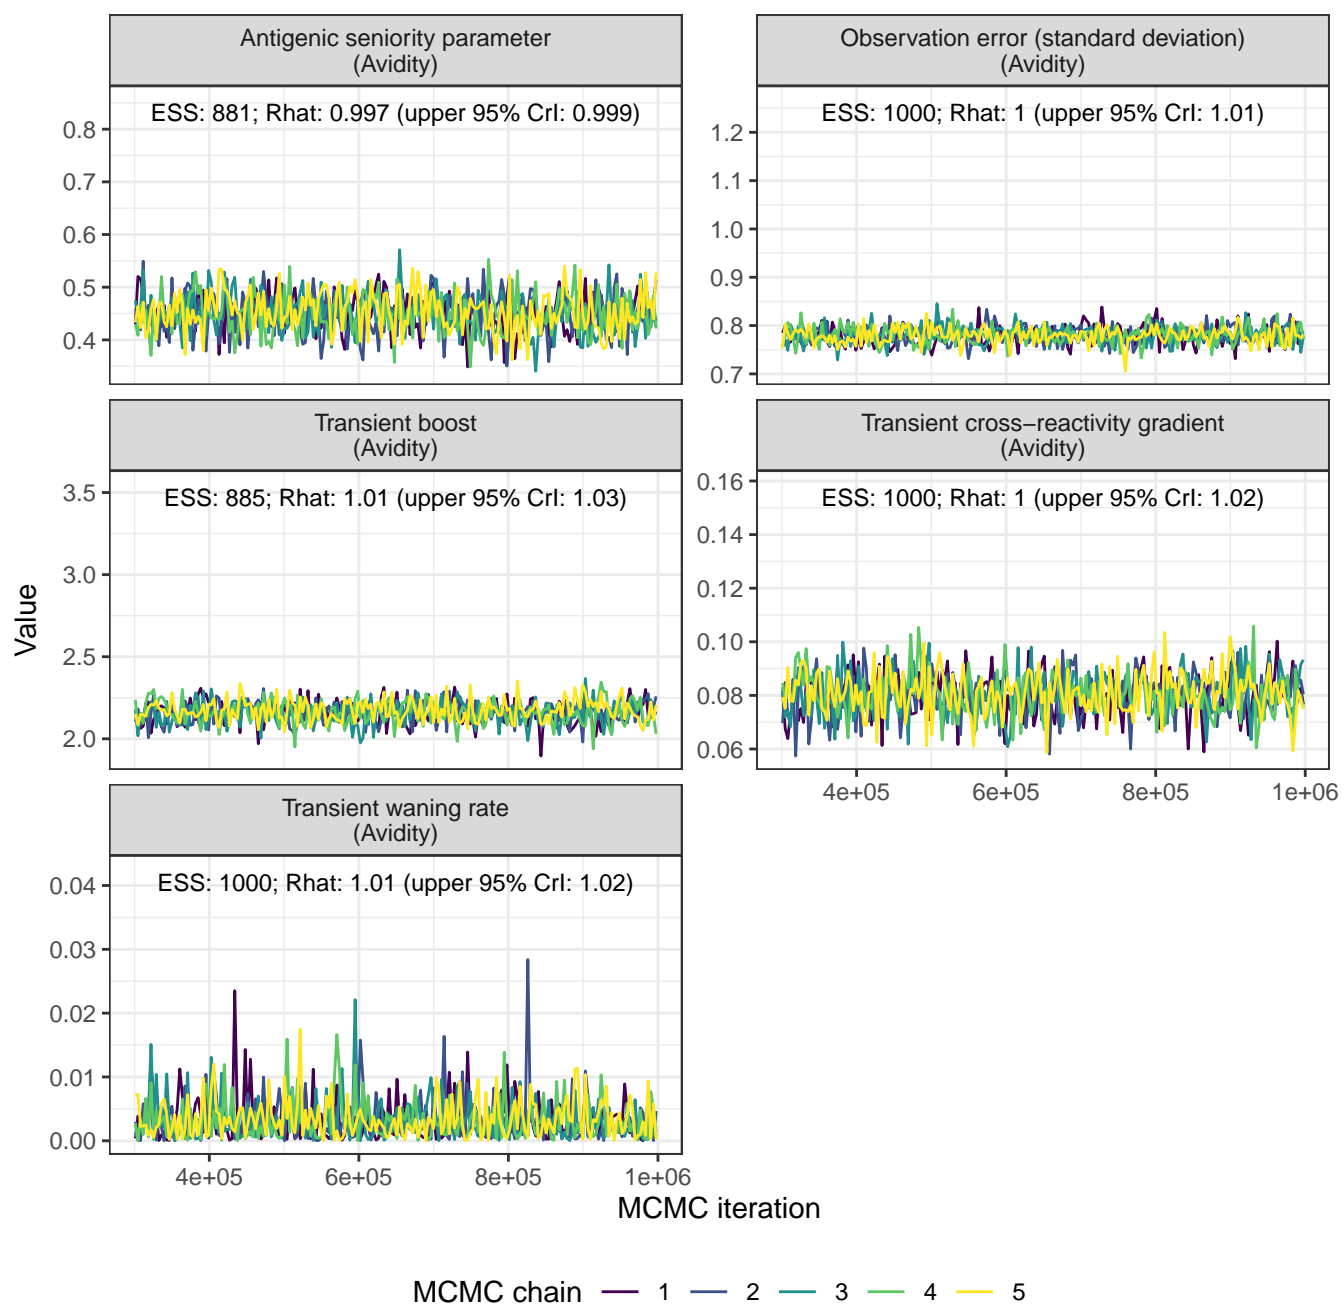 Antigenic seniority parameter
(Avidity)
ESS: 881; Rhat: 0.997 (upper 95% CrI: 0.999)
0.8
0.7
0.6
0.5
0.4
Observation error (standard deviation)
(Avidity)
ESS: 1000; Rhat: 1 (upper 95% CrI: 1.01)
1.2
1.1
1.0
0.9
0.8
0.7
Transient boost
(Avidity)
ESS: 885; Rhat: 1.01 (upper 95% CrI: 1.03)
3.5
3.0
2.5
2.0
Transient cross−reactivity gradient
(Avidity)
ESS: 1000; Rhat: 1 (upper 95% CrI: 1.02)
0.16
0.14
0.12
0.10
0.08
0.06
4e+05 6e+05 8e+05 1e+06
Value
Transient waning rate
(Avidity)
ESS: 1000; Rhat: 1.01 (upper 95% CrI: 1.02)
0.04
0.03
0.02
0.01
0.00
4e+05 6e+05 8e+05 1e+06
MCMC iteration
MCMC chain 1 2 3 4 5